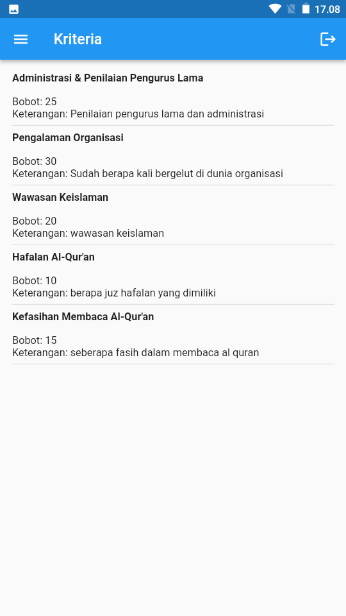 17.08
Kriteria
Administrasi & Penilaian Pengurus Lama
Bobot: 25
Keterangan: Penilaian pengurus lama dan administrasi
Pengalaman Organisasi
Bobot: 30
Keterangan: Sudah berapa kali bergelut di dunia organisasi
Wawasan Keislaman
Bobot: 20
Keterangan: wawasan keislaman
Hafalan Al-Qur'an
Bobot: 10
Keterangan: berapa juz hafalan yang dimiliki
Kefasihan Membaca Al-Qur'an
Bobot: 15
Keterangan: seberapa fasih dalam membaca al quran